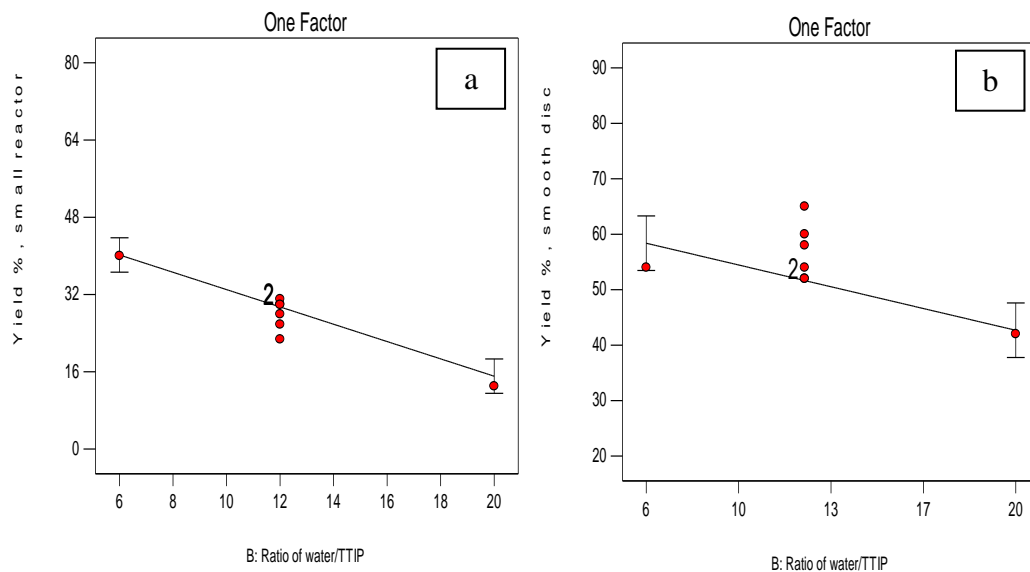 One Factor
a
Yield %, small reactor
80
64
48
32
16
0
2
6 8 10 12 14 16 18 20
B: Ratio of water/TTIP
One Factor
b
Yield %, smooth disc
90
80
70
60
50
40
30
20
2
6 10 13 17 20
B: Ratio of water/TTIP